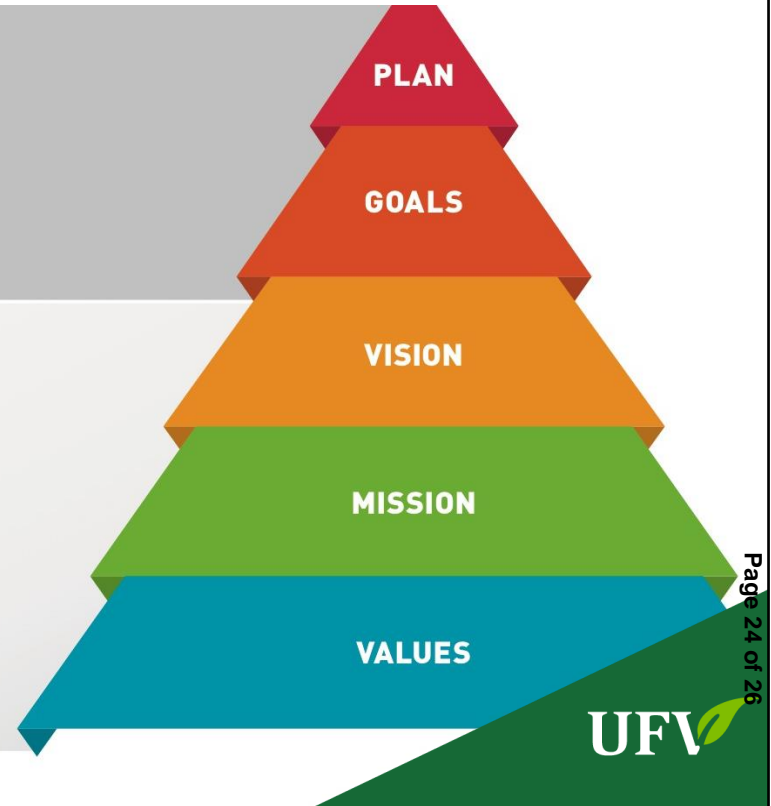 PLAN
GOALS
VISION
MISSION
VALUES
Page 24 of 26
UFV